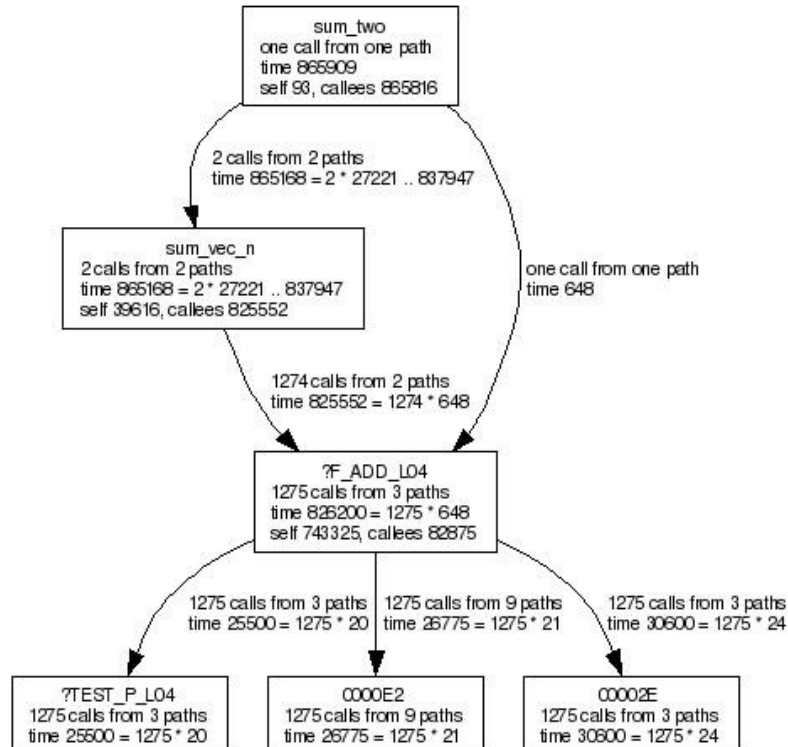 sum_two
one call from one path
time 865909
self 93, callees 865816
2 calls from 2 paths
time 865168 = 2 * 27221 .. 837947
sum_vec_n
2 calls from 2 paths
time 865168 = 2 * 27221 .. 837947
self 39616, callees 825552
one call from one path
time 648
1274 calls from 2 paths
time 825552 = 1274 * 648
?F_ADD_L04
1275 calls from 3 paths
time 826200 = 1275 * 648
self 743325, callees 82875
1275 calls from 3 paths
time 25500 = 1275 * 20
1275 calls from 9 paths
time 26775 = 1275 * 21
1275 calls from 3 paths
time 30600 = 1275 * 24
?TEST_P_L04
1275 calls from 3 paths
time 25500 = 1275 * 20
0000E2
1275 calls from 9 paths
time 26775 = 1275 * 21
00002E
1275 calls from 3 paths
time 30600 = 1275 * 24